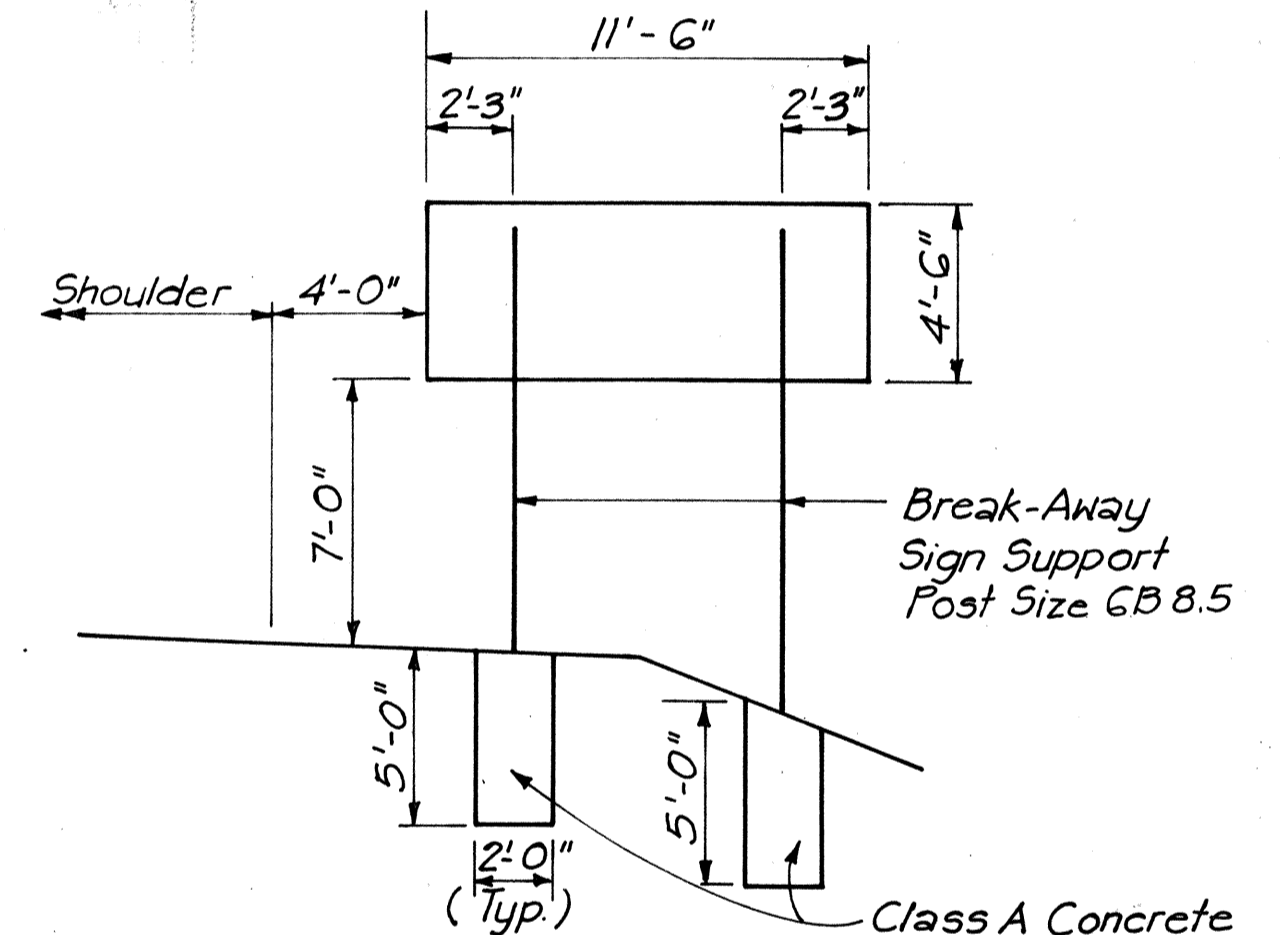 11'-6"
2'-3"
2'-3"
Shoulder
4'-0"
4'-6"
7'-0"
Break-Away
Sign Support
Post Size 6B 8.5
5'-0"
5'-0"
2'-0"
(Typ.)
Class A Concrete